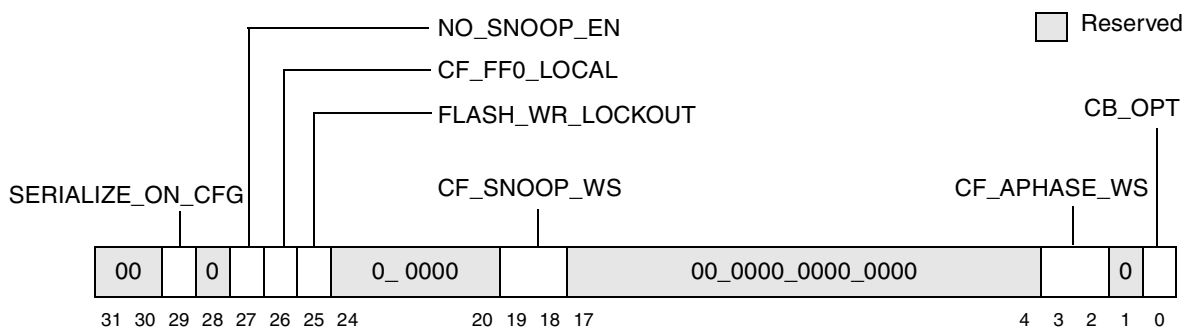 NO_SNOOP_EN
Reserved
CF_FF0_LOCAL
FLASH_WR_LOCKOUT
CB_OPT
SERIALIZE_ON_CFG
CF_SNOOP_WS
CF_APHASE_WS
00 0 0_ 0000 00_0000_0000_0000 0
31 30 29 28 27 26 25 24 20 19 18 17 4 3 2 1 0